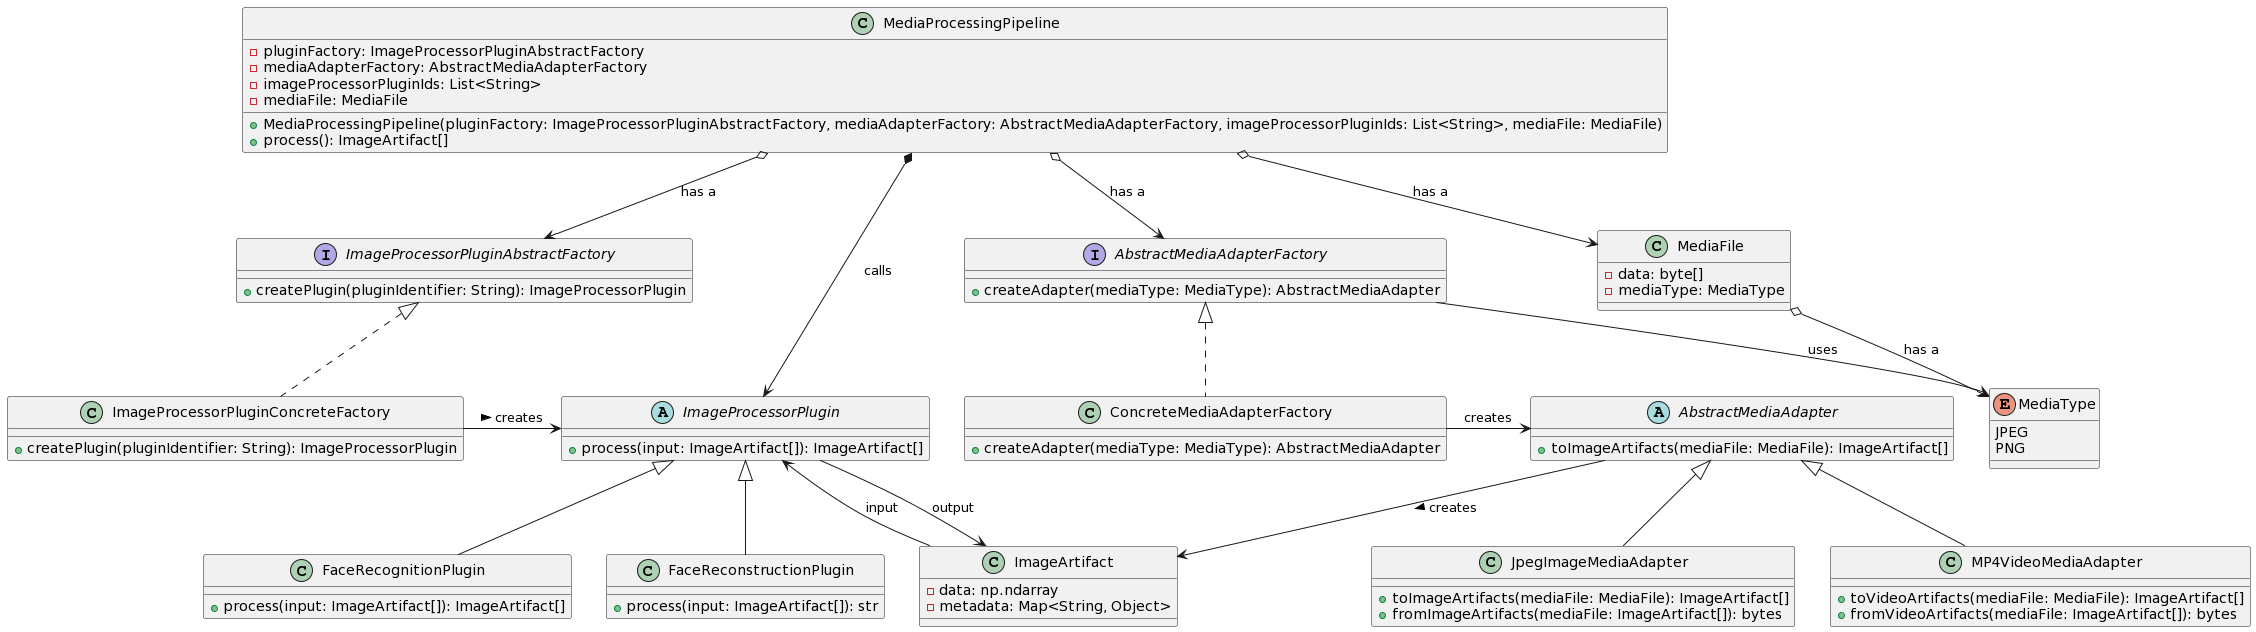 C MediaProcessingPipeline
pluginFactory: ImageProcessorPluginAbstractFactory
mediaAdapterFactory: AbstractMediaAdapterFactory
imageProcessorPluginIds: List<String>
mediaFile: MediaFile
MediaProcessingPipeline(pluginFactory: ImageProcessorPluginAbstractFactory, mediaAdapterFactory: AbstractMediaAdapterFactory, imageProcessorPluginIds: List<String>, mediaFile: MediaFile)
process(): ImageArtifact[]
has a
has a
has a
calls
I ImageProcessorPluginAbstractFactory
createPlugin(pluginIdentifier: String): ImageProcessorPlugin
I AbstractMediaAdapterFactory
createAdapter(mediaType: MediaType): AbstractMediaAdapter
C MediaFile
data: byte[]
mediaType: MediaType
uses
has a
C ImageProcessorPluginConcreteFactory
createPlugin(pluginIdentifier: String): ImageProcessorPlugin
creates
A ImageProcessorPlugin
process(input: ImageArtifact[]): ImageArtifact[]
C ConcreteMediaAdapterFactory
createAdapter(mediaType: MediaType): AbstractMediaAdapter
creates
A AbstractMediaAdapter
toImageArtifacts(mediaFile: MediaFile): ImageArtifact[]
E MediaType
JPEG
PNG
input
output
creates
C FaceRecognitionPlugin
process(input: ImageArtifact[]): ImageArtifact[]
C FaceReconstructionPlugin
process(input: ImageArtifact[]): str
C ImageArtifact
data: np.ndarray
metadata: Map<String, Object>
C JpegImageMediaAdapter
toImageArtifacts(mediaFile: MediaFile): ImageArtifact[]
fromImageArtifacts(mediaFile: ImageArtifact[]): bytes
C MP4VideoMediaAdapter
toVideoArtifacts(mediaFile: MediaFile): ImageArtifact[]
fromVideoArtifacts(mediaFile: ImageArtifact[]): bytes